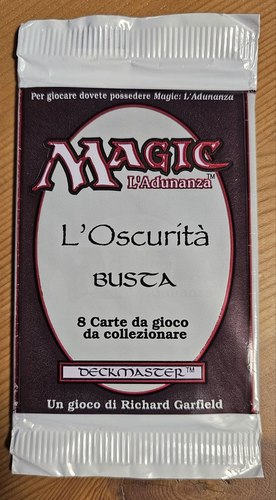 Per giocare dovete possedere Magic: L'Adunanza
MAGIC
L'Adunanza™
L'Oscurità
BUSTA
8 Carte da gioco
da collezionare
DECKMASTER™
Un gioco di Richard Garfield